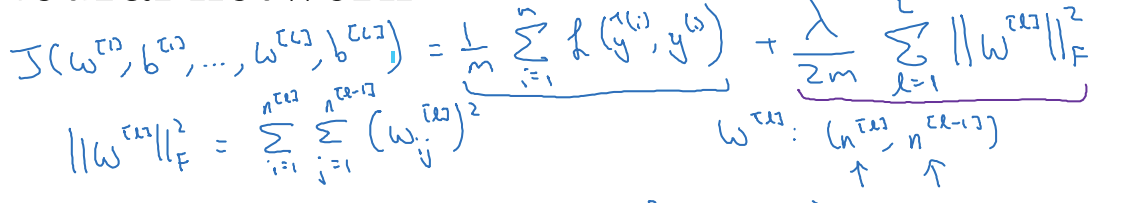 J(ω^[1], b^[1], ..., ω^[L], b^[L]) = 1/m Σ_{i=1}^{n} ℒ(ŷ^(i), y^(i)) + λ/2m Σ_{l=1}^{L} ||ω^[l]||_F^2
||ω^[l]||_F^2 = Σ_{i=1}^{n^[l]} Σ_{j=1}^{n^[l-1]} (ω_ij^[l])^2 ω^[l]: (n^[l], n^[l-1])
↑ ↑